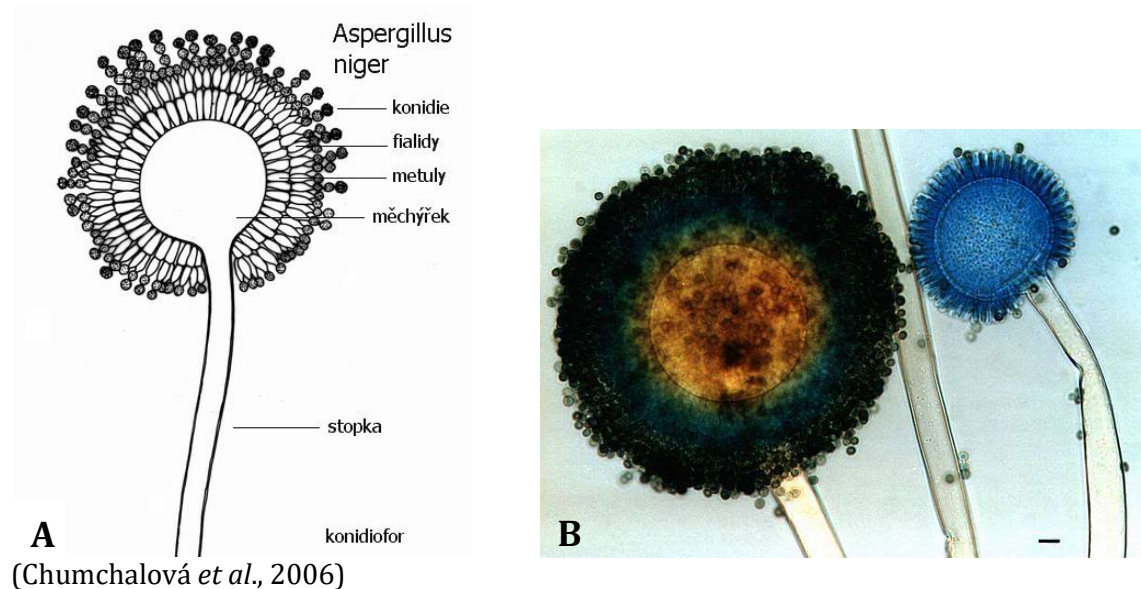 Aspergillus
niger
konidie
fialidy
metuly
měchýřek
stopka
konidiofor
A
B
(Chumchalová et al., 2006)